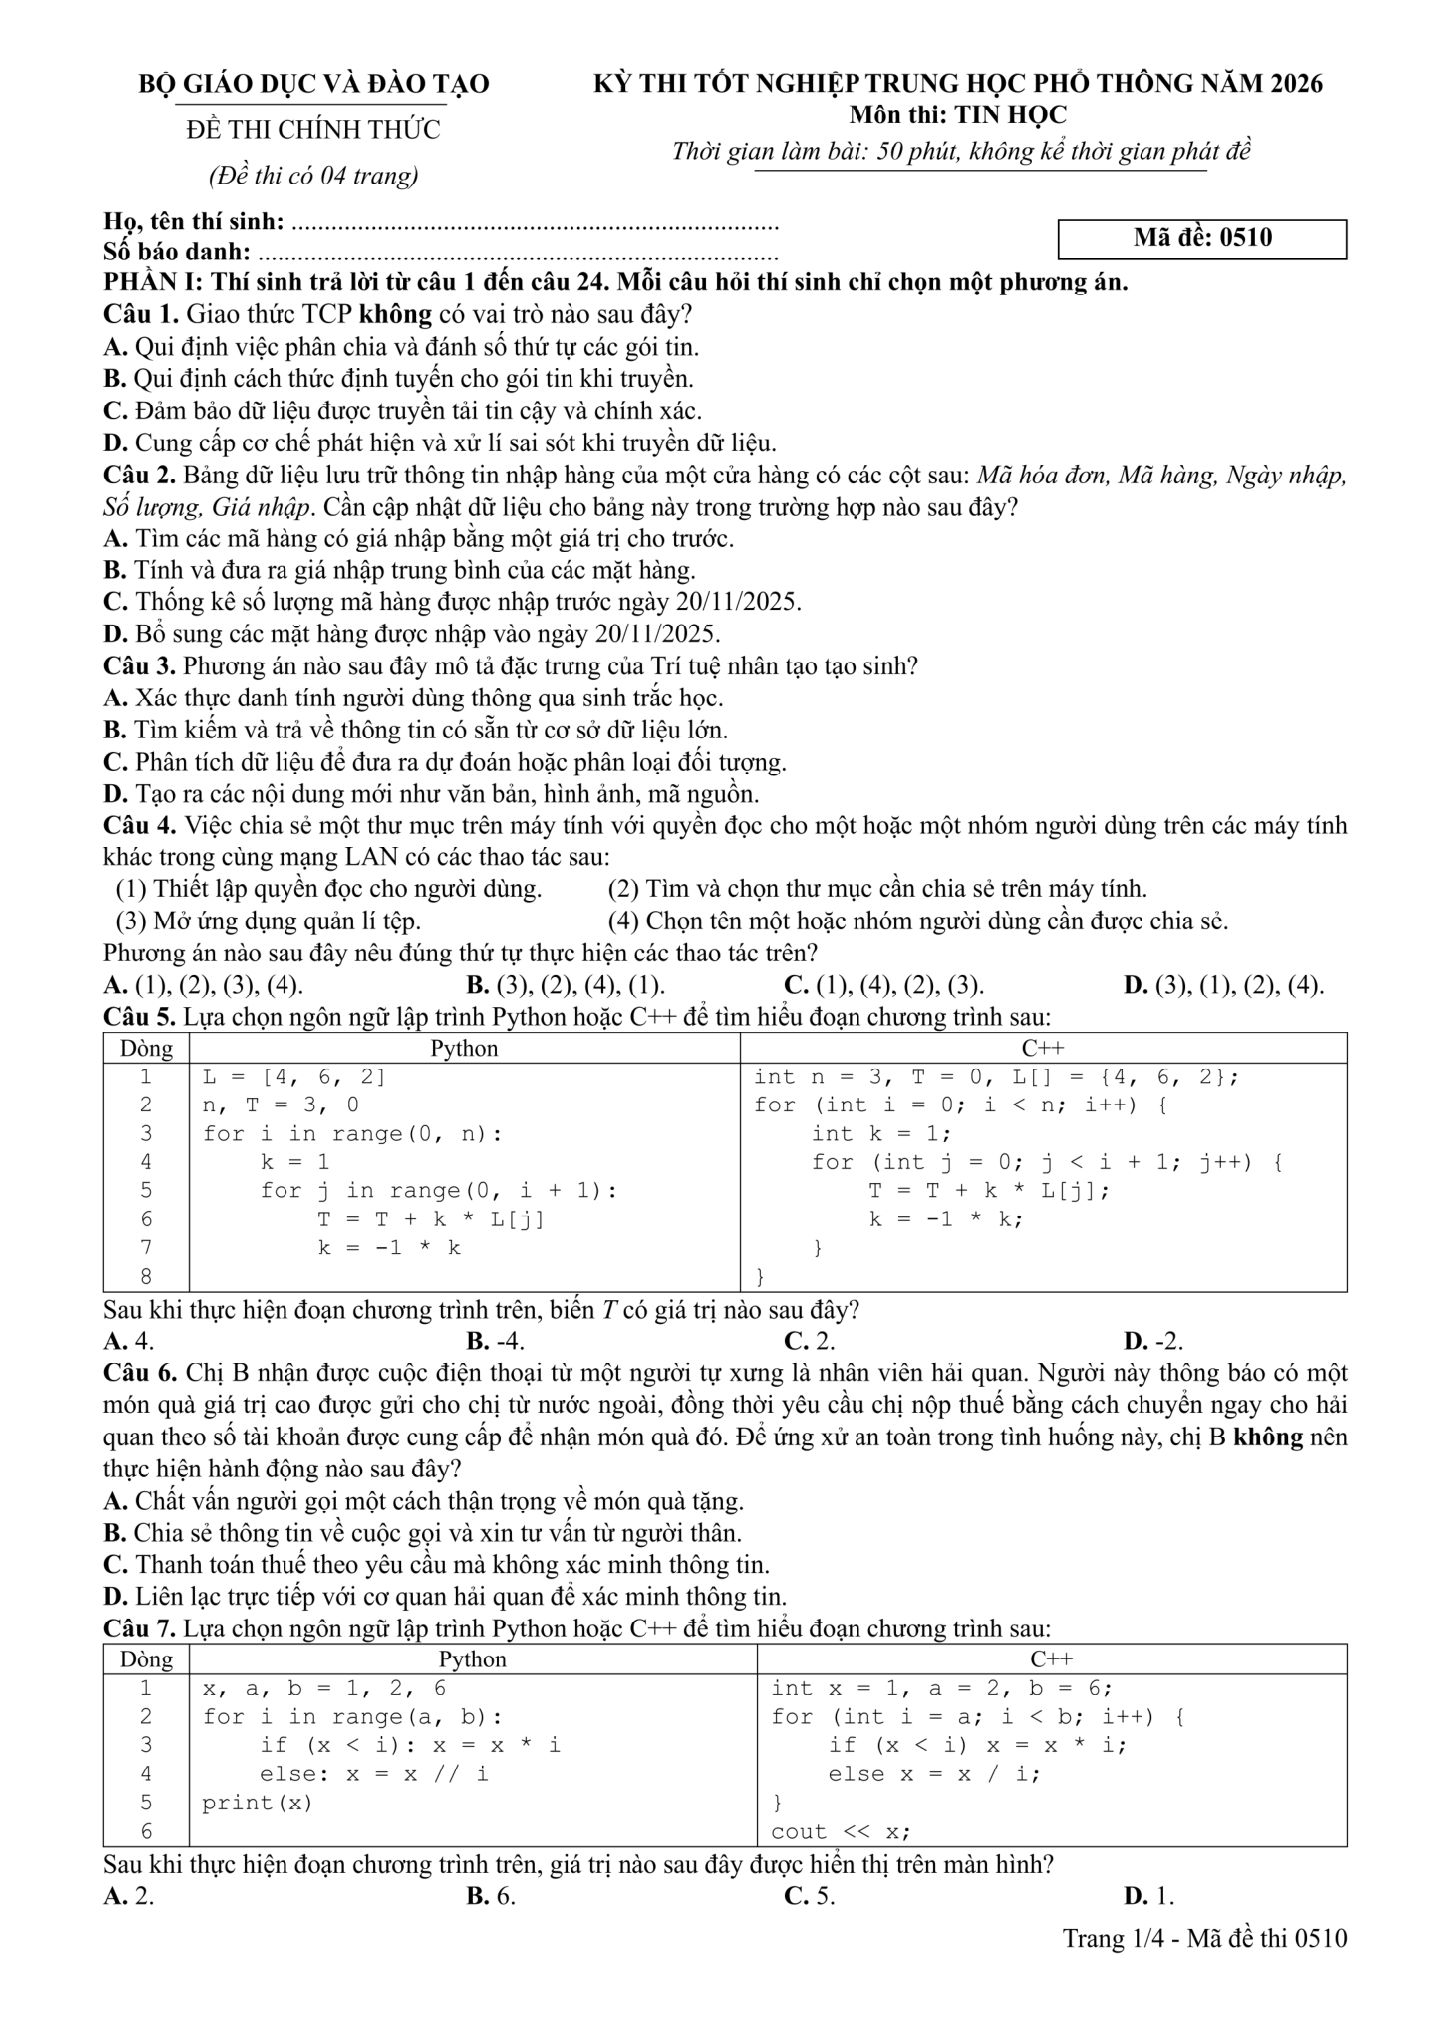 BỘ GIÁO DỤC VÀ ĐÀO TẠO
ĐỀ THI CHÍNH THỨC
(Đề thi có 04 trang)
KỲ THI TỐT NGHIỆP TRUNG HỌC PHỔ THÔNG NĂM 2026
Môn thi: TIN HỌC
Thời gian làm bài: 50 phút, không kể thời gian phát đề
Họ, tên thí sinh: ..........................................................................
Số báo danh: ...............................................................................
Mã đề: 0510
PHẦN I: Thí sinh trả lời từ câu 1 đến câu 24. Mỗi câu hỏi thí sinh chỉ chọn một phương án.
Câu 1. Giao thức TCP không có vai trò nào sau đây?
A. Qui định việc phân chia và đánh số thứ tự các gói tin.
B. Qui định cách thức định tuyến cho gói tin khi truyền.
C. Đảm bảo dữ liệu được truyền tải tin cậy và chính xác.
D. Cung cấp cơ chế phát hiện và xử lí sai sót khi truyền dữ liệu.
Câu 2. Bảng dữ liệu lưu trữ thông tin nhập hàng của một cửa hàng có các cột sau: Mã hóa đơn, Mã hàng, Ngày nhập,
Số lượng, Giá nhập. Cần cập nhật dữ liệu cho bảng này trong trường hợp nào sau đây?
A. Tìm các mã hàng có giá nhập bằng một giá trị cho trước.
B. Tính và đưa ra giá nhập trung bình của các mặt hàng.
C. Thống kê số lượng mã hàng được nhập trước ngày 20/11/2025.
D. Bổ sung các mặt hàng được nhập vào ngày 20/11/2025.
Câu 3. Phương án nào sau đây mô tả đặc trưng của Trí tuệ nhân tạo tạo sinh?
A. Xác thực danh tính người dùng thông qua sinh trắc học.
B. Tìm kiếm và trả về thông tin có sẵn từ cơ sở dữ liệu lớn.
C. Phân tích dữ liệu để đưa ra dự đoán hoặc phân loại đối tượng.
D. Tạo ra các nội dung mới như văn bản, hình ảnh, mã nguồn.
Câu 4. Việc chia sẻ một thư mục trên máy tính với quyền đọc cho một hoặc một nhóm người dùng trên các máy tính
khác trong cùng mạng LAN có các thao tác sau:
(1) Thiết lập quyền đọc cho người dùng. (2) Tìm và chọn thư mục cần chia sẻ trên máy tính.
(3) Mở ứng dụng quản lí tệp. (4) Chọn tên một hoặc nhóm người dùng cần được chia sẻ.
Phương án nào sau đây nêu đúng thứ tự thực hiện các thao tác trên?
A. (1), (2), (3), (4). B. (3), (2), (4), (1). C. (1), (4), (2), (3). D. (3), (1), (2), (4).
Câu 5. Lựa chọn ngôn ngữ lập trình Python hoặc C++ để tìm hiểu đoạn chương trình sau:
Dòng Python C++
1 L = [4, 6, 2] int n = 3, T = 0, L[] = {4, 6, 2};
2 n, T = 3, 0 for (int i = 0; i < n; i++) {
3 for i in range(0, n): int k = 1;
4 k = 1 for (int j = 0; j < i + 1; j++) {
5 for j in range(0, i + 1): T = T + k * L[j];
6 T = T + k * L[j] k = -1 * k;
7 k = -1 * k }
8 }
Sau khi thực hiện đoạn chương trình trên, biến T có giá trị nào sau đây?
A. 4. B. -4. C. 2. D. -2.
Câu 6. Chị B nhận được cuộc điện thoại từ một người tự xưng là nhân viên hải quan. Người này thông báo có một
món quà giá trị cao được gửi cho chị từ nước ngoài, đồng thời yêu cầu chị nộp thuế bằng cách chuyển ngay cho hải
quan theo số tài khoản được cung cấp để nhận món quà đó. Để ứng xử an toàn trong tình huống này, chị B không nên
thực hiện hành động nào sau đây?
A. Chất vấn người gọi một cách thận trọng về món quà tặng.
B. Chia sẻ thông tin về cuộc gọi và xin tư vấn từ người thân.
C. Thanh toán thuế theo yêu cầu mà không xác minh thông tin.
D. Liên lạc trực tiếp với cơ quan hải quan để xác minh thông tin.
Câu 7. Lựa chọn ngôn ngữ lập trình Python hoặc C++ để tìm hiểu đoạn chương trình sau:
Dòng Python C++
1 x, a, b = 1, 2, 6 int x = 1, a = 2, b = 6;
2 for i in range(a, b): for (int i = a; i < b; i++) {
3 if (x < i): x = x * i if (x < i) x = x * i;
4 else: x = x // i else x = x / i;
5 print(x) }
6 cout << x;
Sau khi thực hiện đoạn chương trình trên, giá trị nào sau đây được hiển thị trên màn hình?
A. 2. B. 6. C. 5. D. 1.
Trang 1/4 - Mã đề thi 0510